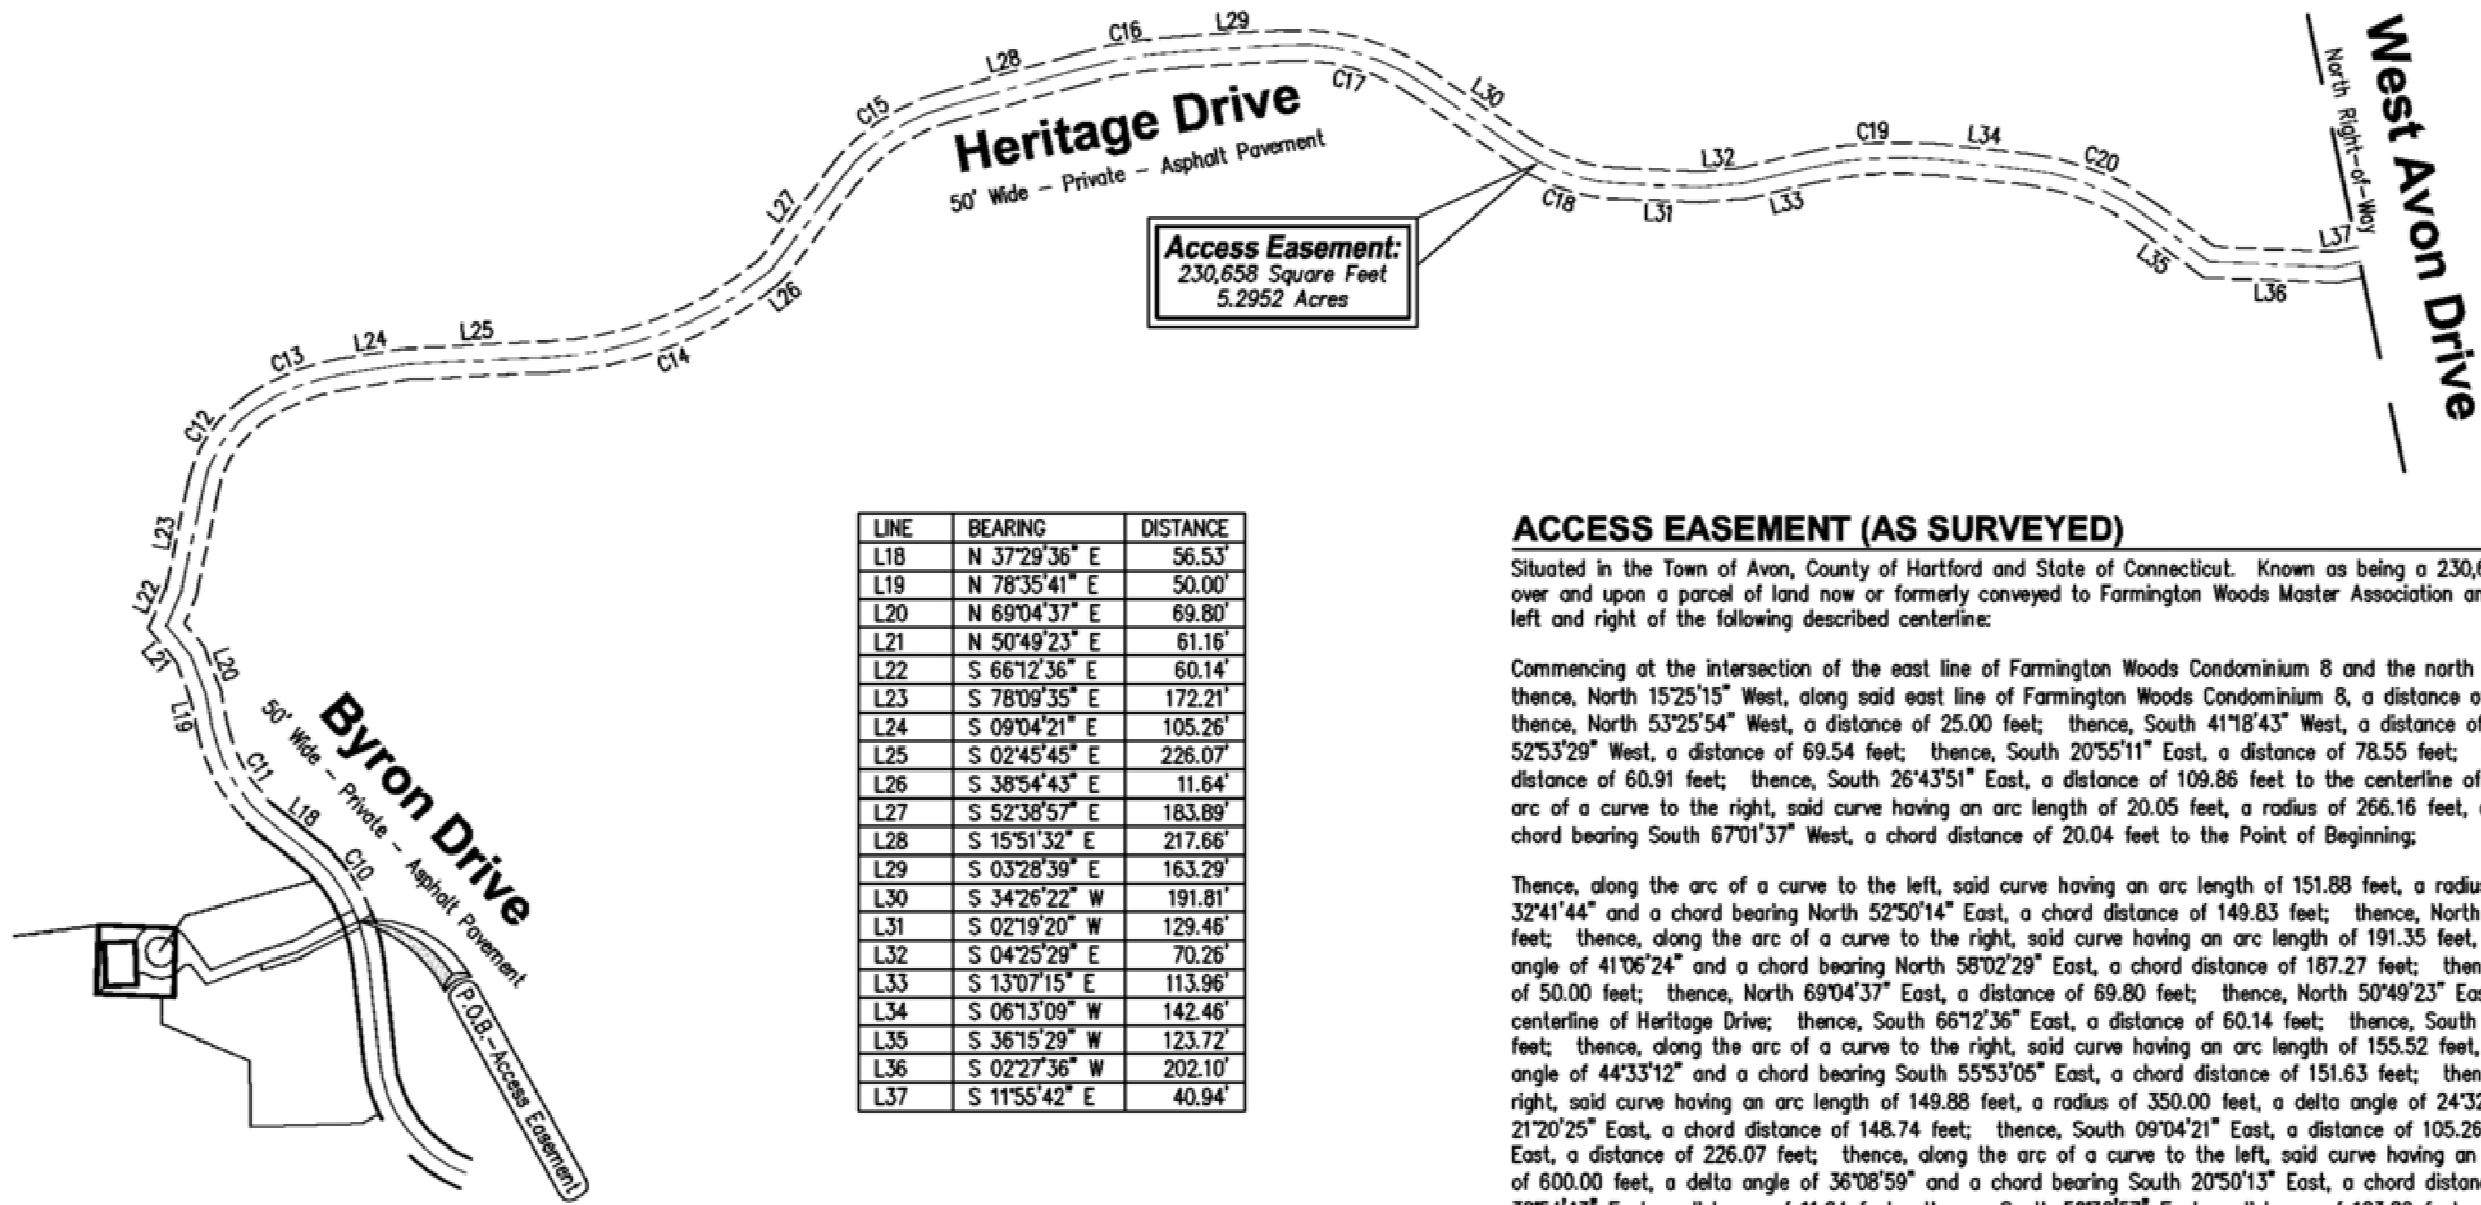 C16
L29
L28
C15
C17
L30
Heritage Drive
50' Wide - Private - Asphalt Pavement
West Avon Drive
North Right-of-Way
C19
L34
C20
L32
L27
C18
L31
L33
L37
L35
L36
L26
Access Easement:
230,658 Square Feet
5.2952 Acres
C13
L24
L25
C14
C12
L23
L22
L21
L20
L19
C11
L18
C10
Byron Drive
50' Wide - Private - Asphalt Pavement
P.O.B.-Access Easement
LINE BEARING DISTANCE
L18 N 37°29'36" E 56.53'
L19 N 78°35'41" E 50.00'
L20 N 69°04'37" E 69.80'
L21 N 50°49'23" E 61.16'
L22 S 66°12'36" E 60.14'
L23 S 78°09'35" E 172.21'
L24 S 09°04'21" E 105.26'
L25 S 02°45'45" E 226.07'
L26 S 38°54'43" E 11.64'
L27 S 52°38'57" E 183.89'
L28 S 15°51'32" E 217.66'
L29 S 03°28'39" E 163.29'
L30 S 34°26'22" W 191.81'
L31 S 02°19'20" W 129.46'
L32 S 04°25'29" E 70.26'
L33 S 13°07'15" E 113.96'
L34 S 06°13'09" W 142.46'
L35 S 36°15'29" W 123.72'
L36 S 02°27'36" W 202.10'
L37 S 11°55'42" E 40.94'
ACCESS EASEMENT (AS SURVEYED)
Situated in the Town of Avon, County of Hartford and State of Connecticut. Known as being a 230,6
over and upon a parcel of land now or formerly conveyed to Farmington Woods Master Association an
left and right of the following described centerline:
Commencing at the intersection of the east line of Farmington Woods Condominium 8 and the north
thence, North 15°25'15" West, along said east line of Farmington Woods Condominium 8, a distance o
thence, North 53°25'54" West, a distance of 25.00 feet; thence, South 41°18'43" West, a distance of
52°53'29" West, a distance of 69.54 feet; thence, South 20°55'11" East, a distance of 78.55 feet;
distance of 60.91 feet; thence, South 26°43'51" East, a distance of 109.86 feet to the centerline of
arc of a curve to the right, said curve having an arc length of 20.05 feet, a radius of 266.16 feet,
chord bearing South 67°01'37" West, a chord distance of 20.04 feet to the Point of Beginning;
Thence, along the arc of a curve to the left, said curve having an arc length of 151.88 feet, a radiu
32°41'44" and a chord bearing North 52°50'14" East, a chord distance of 149.83 feet; thence, North
feet; thence, along the arc of a curve to the right, said curve having an arc length of 191.35 feet,
angle of 41°06'24" and a chord bearing North 58°02'29" East, a chord distance of 187.27 feet; then
of 50.00 feet; thence, North 69°04'37" East, a distance of 69.80 feet; thence, North 50°49'23" Eas
centerline of Heritage Drive; thence, South 66°12'36" East, a distance of 60.14 feet; thence, South
feet; thence, along the arc of a curve to the right, said curve having an arc length of 155.52 feet,
angle of 44°33'12" and a chord bearing South 55°53'05" East, a chord distance of 151.63 feet; then
right, said curve having an arc length of 149.88 feet, a radius of 350.00 feet, a delta angle of 24°32
21°20'25" East, a chord distance of 148.74 feet; thence, South 09°04'21" East, a distance of 105.26
East, a distance of 226.07 feet; thence, along the arc of a curve to the left, said curve having an
of 600.00 feet, a delta angle of 36°08'59" and a chord bearing South 20°50'13" East, a chord distan